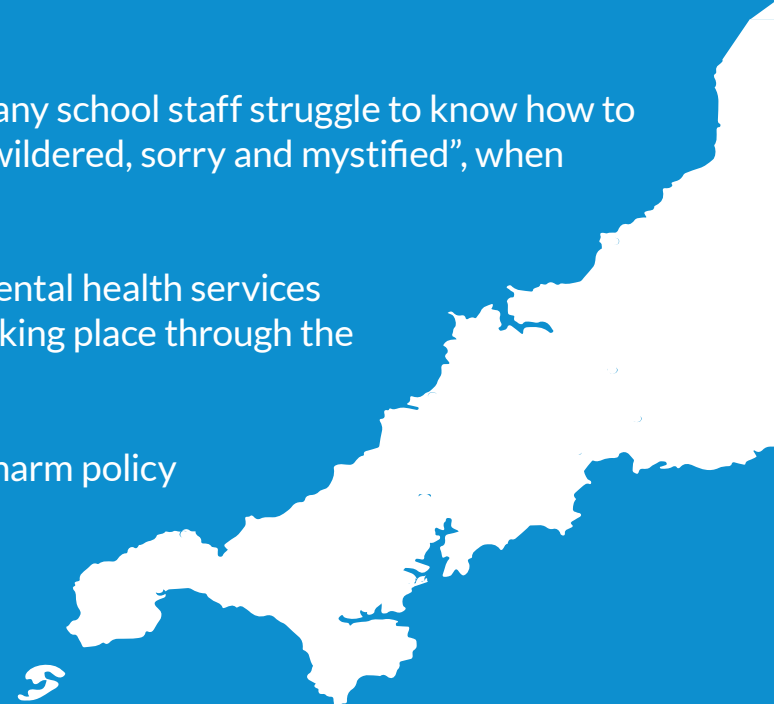 any school staff struggle to know how to
wildered, sorry and mystified”, when
ental health services
king place through the
harm policy